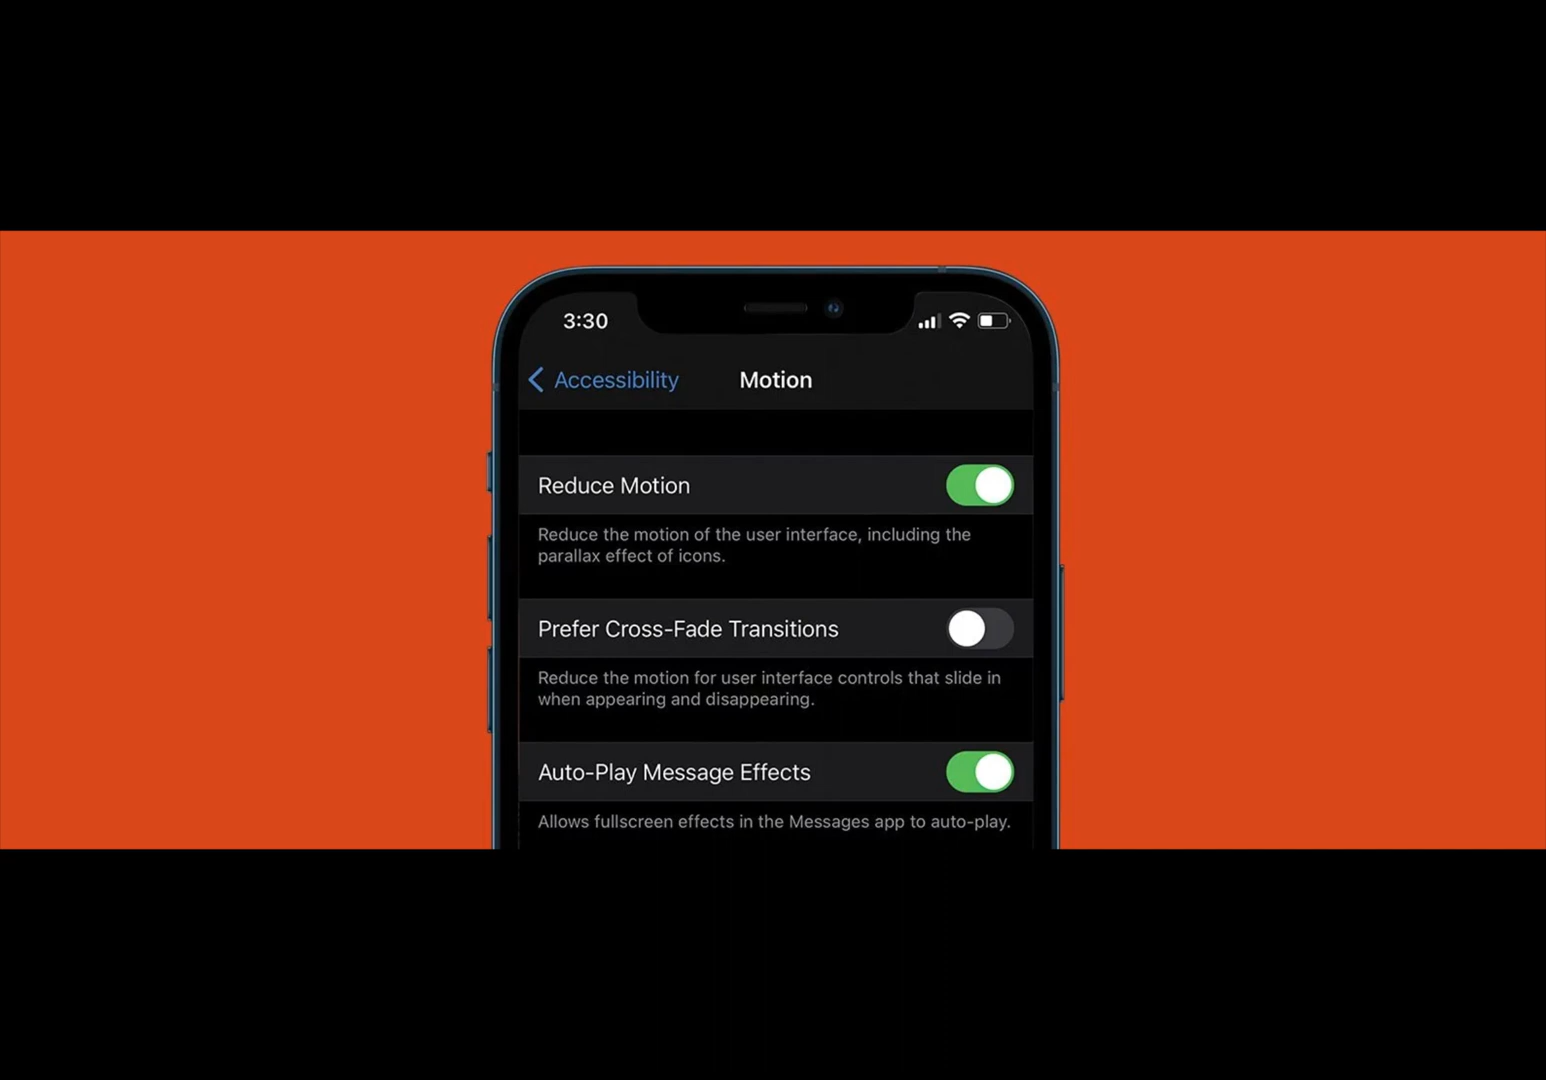 3:30
Accessibility
Motion
Reduce Motion
Reduce the motion of the user interface, including the
parallax effect of icons.
Prefer Cross-Fade Transitions
Reduce the motion for user interface controls that slide in
when appearing and disappearing.
Auto-Play Message Effects
Allows fullscreen effects in the Messages app to auto-play.